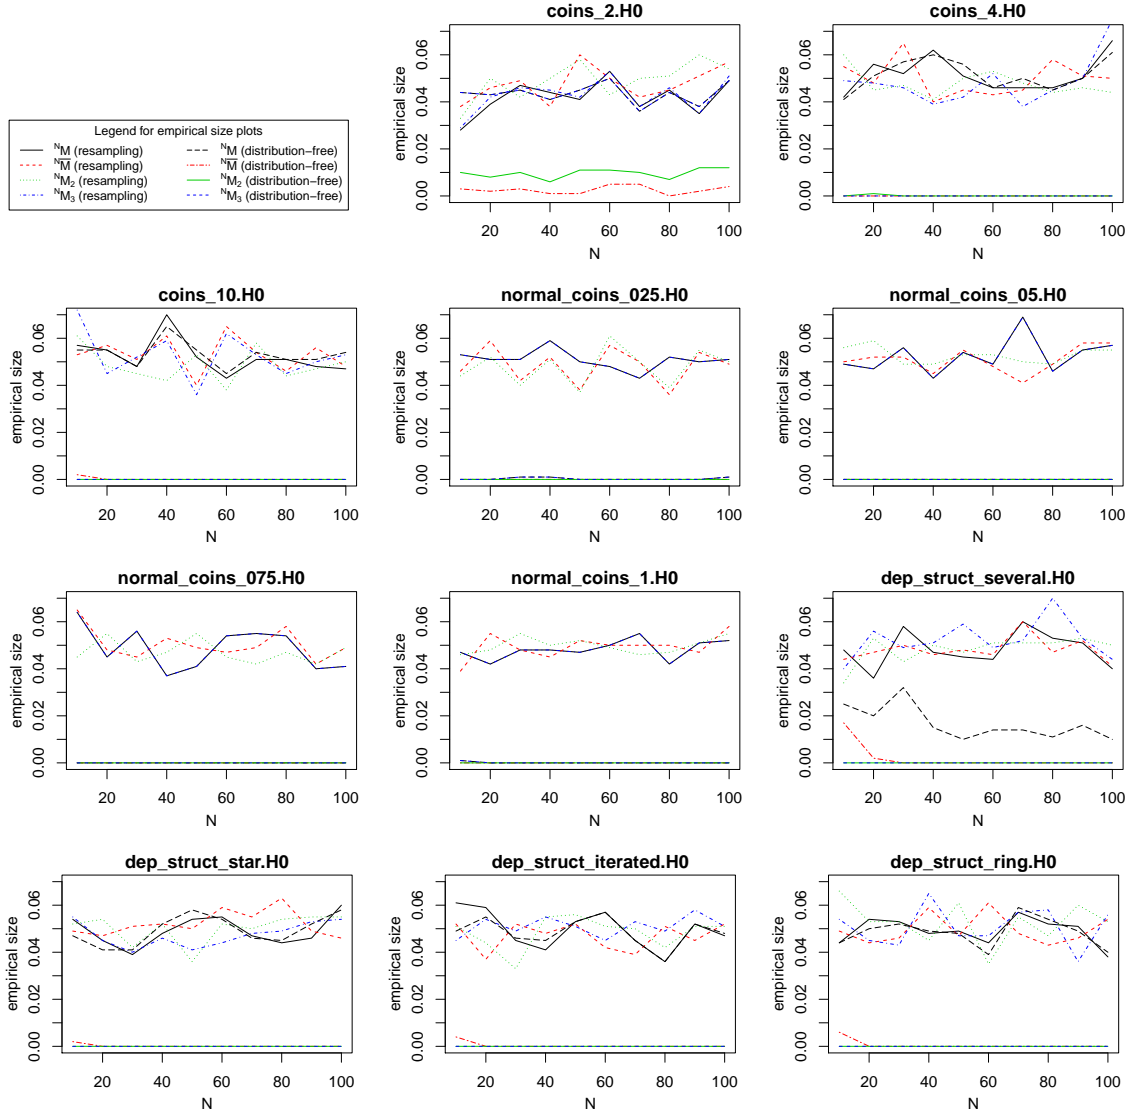 coins_2.H0
empirical size
0.00 0.02 0.04 0.06
20 40 60 80 100
N
coins_4.H0
empirical size
0.00 0.02 0.04 0.06
20 40 60 80 100
N
Legend for empirical size plots
ᴺM (resampling)
ᴺM̅ (resampling)
ᴺM₂ (resampling)
ᴺM₃ (resampling)
ᴺM (distribution−free)
ᴺM̅ (distribution−free)
ᴺM₂ (distribution−free)
ᴺM₃ (distribution−free)
coins_10.H0
empirical size
0.00 0.02 0.04 0.06
20 40 60 80 100
N
normal_coins_025.H0
empirical size
0.00 0.02 0.04 0.06
20 40 60 80 100
N
normal_coins_05.H0
empirical size
0.00 0.02 0.04 0.06
20 40 60 80 100
N
normal_coins_075.H0
empirical size
0.00 0.02 0.04 0.06
20 40 60 80 100
N
normal_coins_1.H0
empirical size
0.00 0.02 0.04 0.06
20 40 60 80 100
N
dep_struct_several.H0
empirical size
0.00 0.02 0.04 0.06
20 40 60 80 100
N
dep_struct_star.H0
empirical size
0.00 0.02 0.04 0.06
20 40 60 80 100
N
dep_struct_iterated.H0
empirical size
0.00 0.02 0.04 0.06
20 40 60 80 100
N
dep_struct_ring.H0
empirical size
0.00 0.02 0.04 0.06
20 40 60 80 100
N